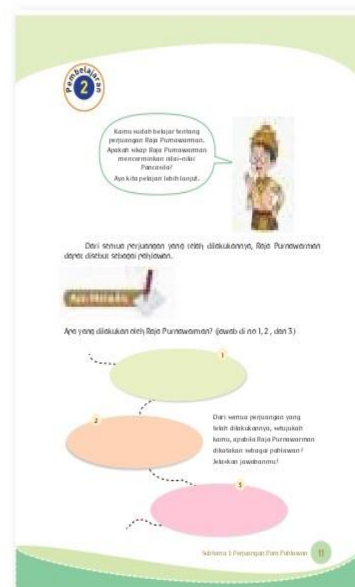 Pembelajaran
2
Kamu sudah belajar tentang
perjuangan Raja Purnawarman.
Apakah sikap Raja Purnawarman
mencerminkan nilai-nilai
Pancasila?
Ayo kita pelajari lebih lanjut.
Dari semua perjuangan yang telah dilakukannya, Raja Purnawarman
dapat disebut sebagai pahlawan.
Apa yang dilakukan oleh Raja Purnawarman? (jawab di no 1, 2, dan 3)
1
2
Dari semua perjuangan yang
telah dilakukannya, setujukah
kamu, apabila Raja Purnawarman
dikatakan sebagai pahlawan?
Jelaskan jawabanmu!
3
Subtema 1: Perjuangan Para Pahlawan
11